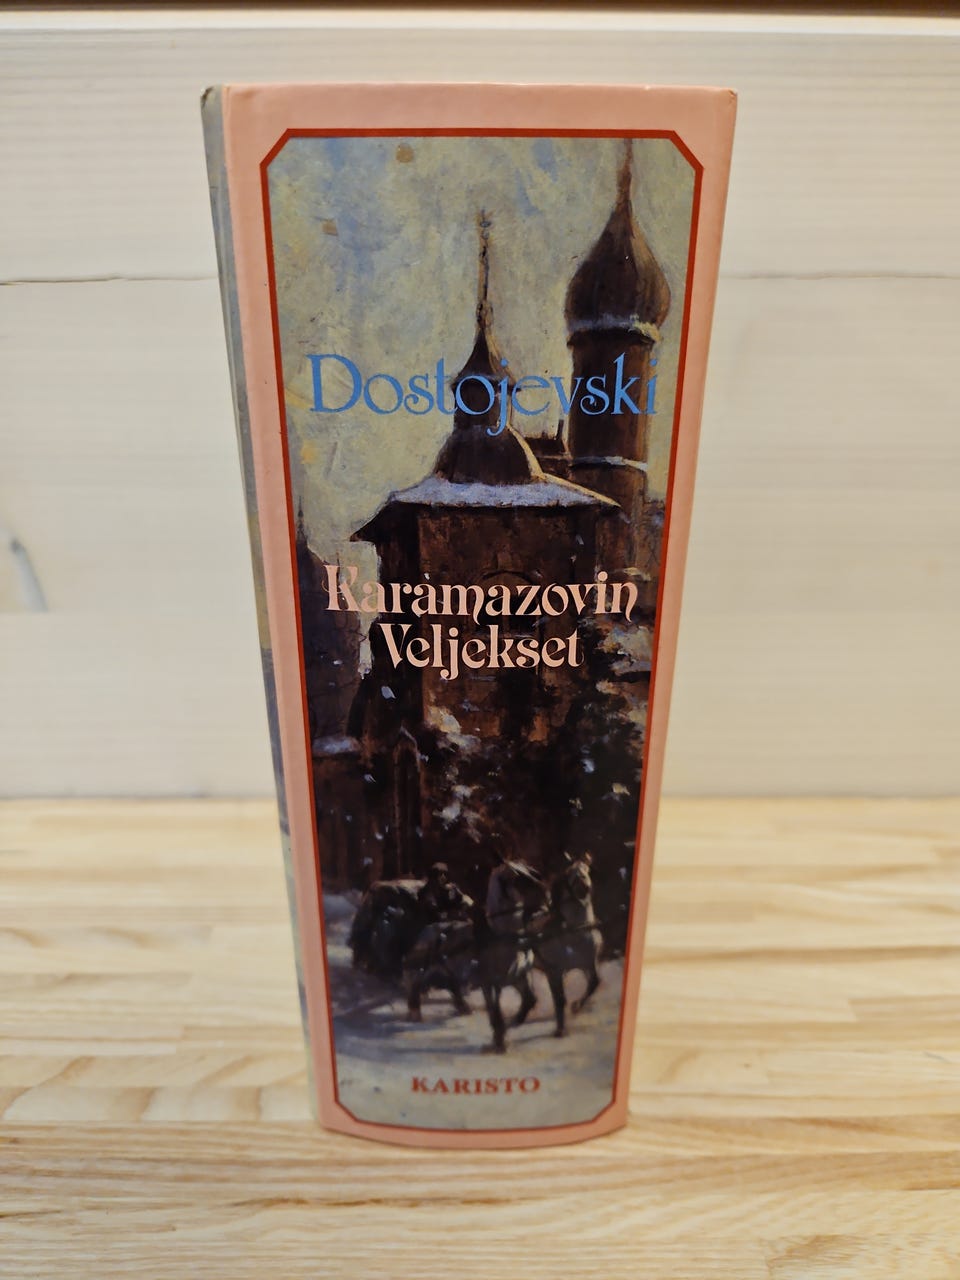 Dostojevski
Karamazovin
Veljekset
KARISTO